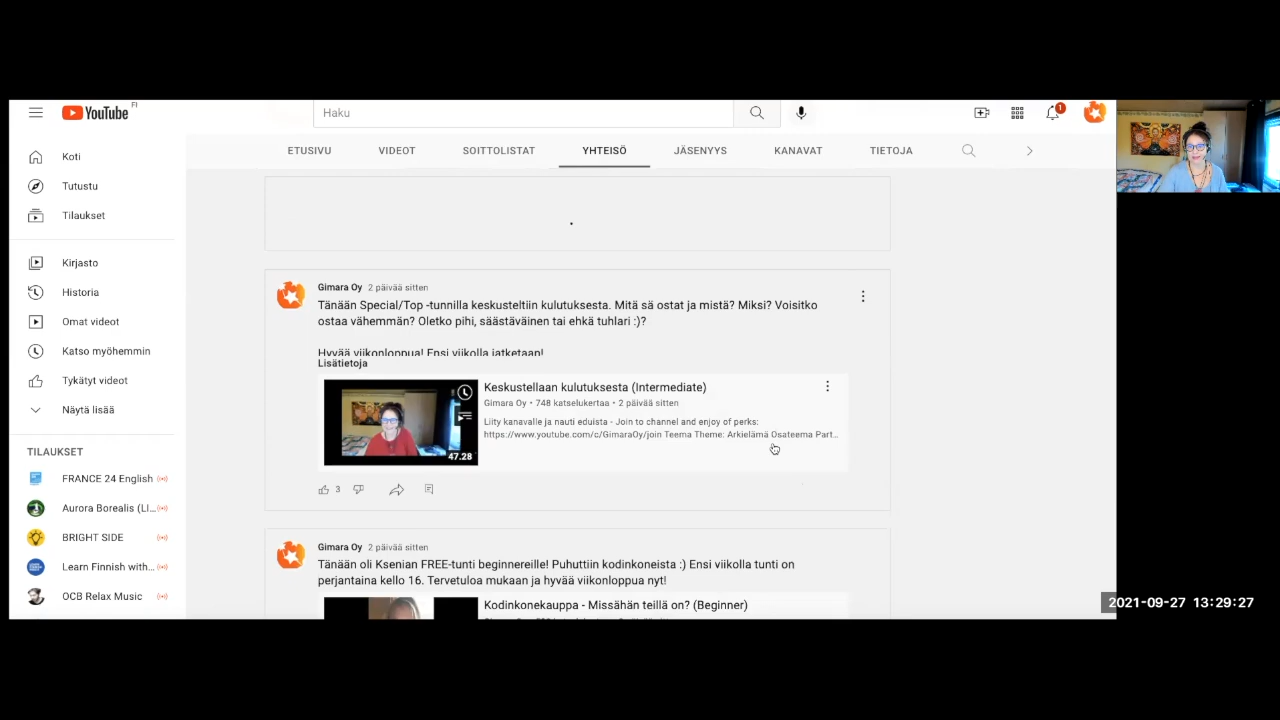 YouTube FI
Haku
1
ETUSIVU VIDEOT SOITTOLISTAT YHTEISÖ JÄSENYYS KANAVAT TIETOJA
Koti
Tutustu
Tilaukset
Kirjasto
Historia
Omat videot
Katso myöhemmin
Tykätyt videot
Näytä lisää
TILAUKSET
FRANCE 24 English
Aurora Borealis (LI...
BRIGHT SIDE
Learn Finnish with...
OCB Relax Music
Gimara Oy 2 päivää sitten
Tänään Special/Top -tunnilla keskusteltiin kulutuksesta. Mitä sä ostat ja mistä? Miksi? Voisitko
ostaa vähemmän? Oletko pihi, säästäväinen tai ehkä tuhlari :)?
Hyvää viikonloppua! Ensi viikolla jatketaan!
Lisätietoja
47.28
Keskustellaan kulutuksesta (Intermediate)
Gimara Oy • 748 katselukertaa • 2 päivää sitten
Liity kanavalle ja nauti eduista - Join to channel and enjoy of perks:
https://www.youtube.com/c/GimaraOy/join Teema Theme: Arkielämä Osateema Part...
3
Gimara Oy 2 päivää sitten
Tänään oli Ksenian FREE-tunti beginnereille! Puhuttiin kodinkoneista :) Ensi viikolla tunti on
perjantaina kello 16. Tervetuloa mukaan ja hyvää viikonloppua nyt!
Kodinkonekauppa - Missähän teillä on? (Beginner)
2021-09-27 13:29:27